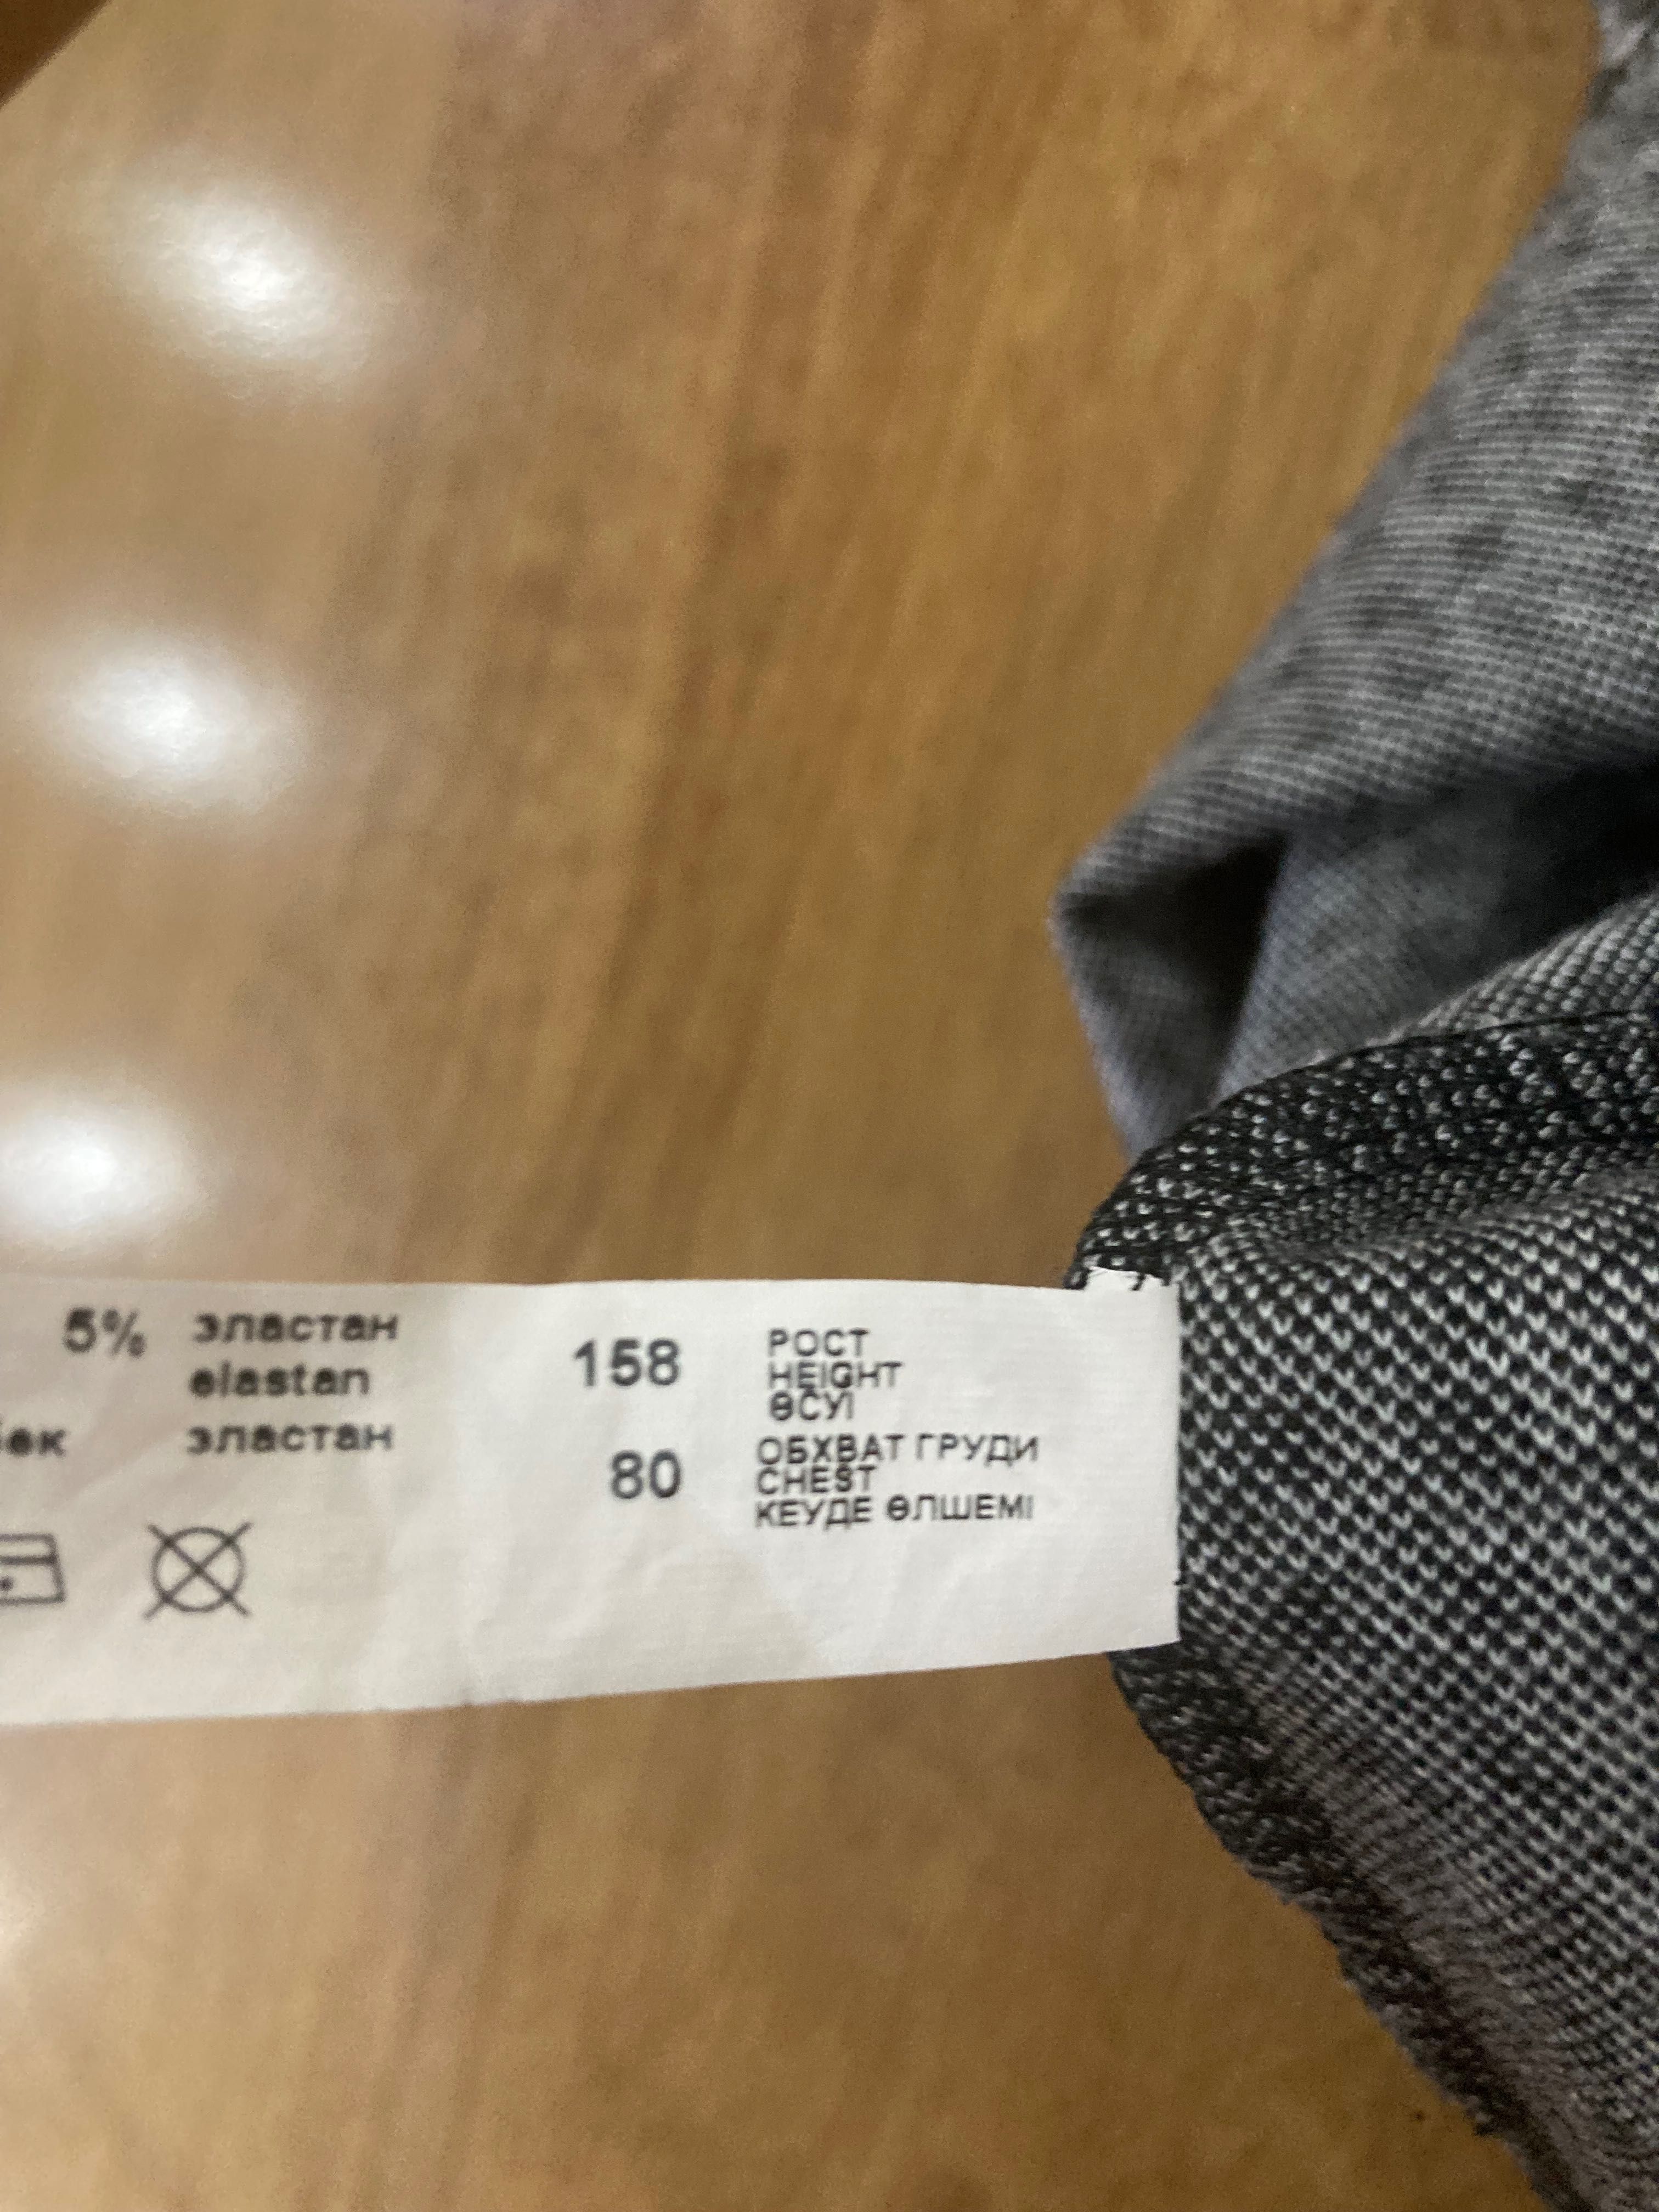 5% эластан
elastan
эластан
158 РОСТ
HEIGHT
ӨСУІ
80 ОБХВАТ ГРУДИ
CHEST
КЕУДЕ ӨЛШЕМІ